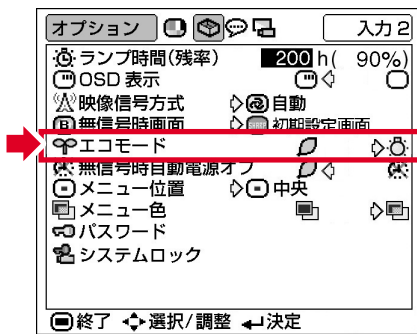 オプション 入力2
ランプ時間(残率) 200 h( 90%)
OSD 表示
映像信号方式 自動
B 無信号時画面 初期設定画面
エコモード
無信号時自動電源オフ
メニュー位置 中央
メニュー色
パスワード
システムロック
終了 選択/調整 決定